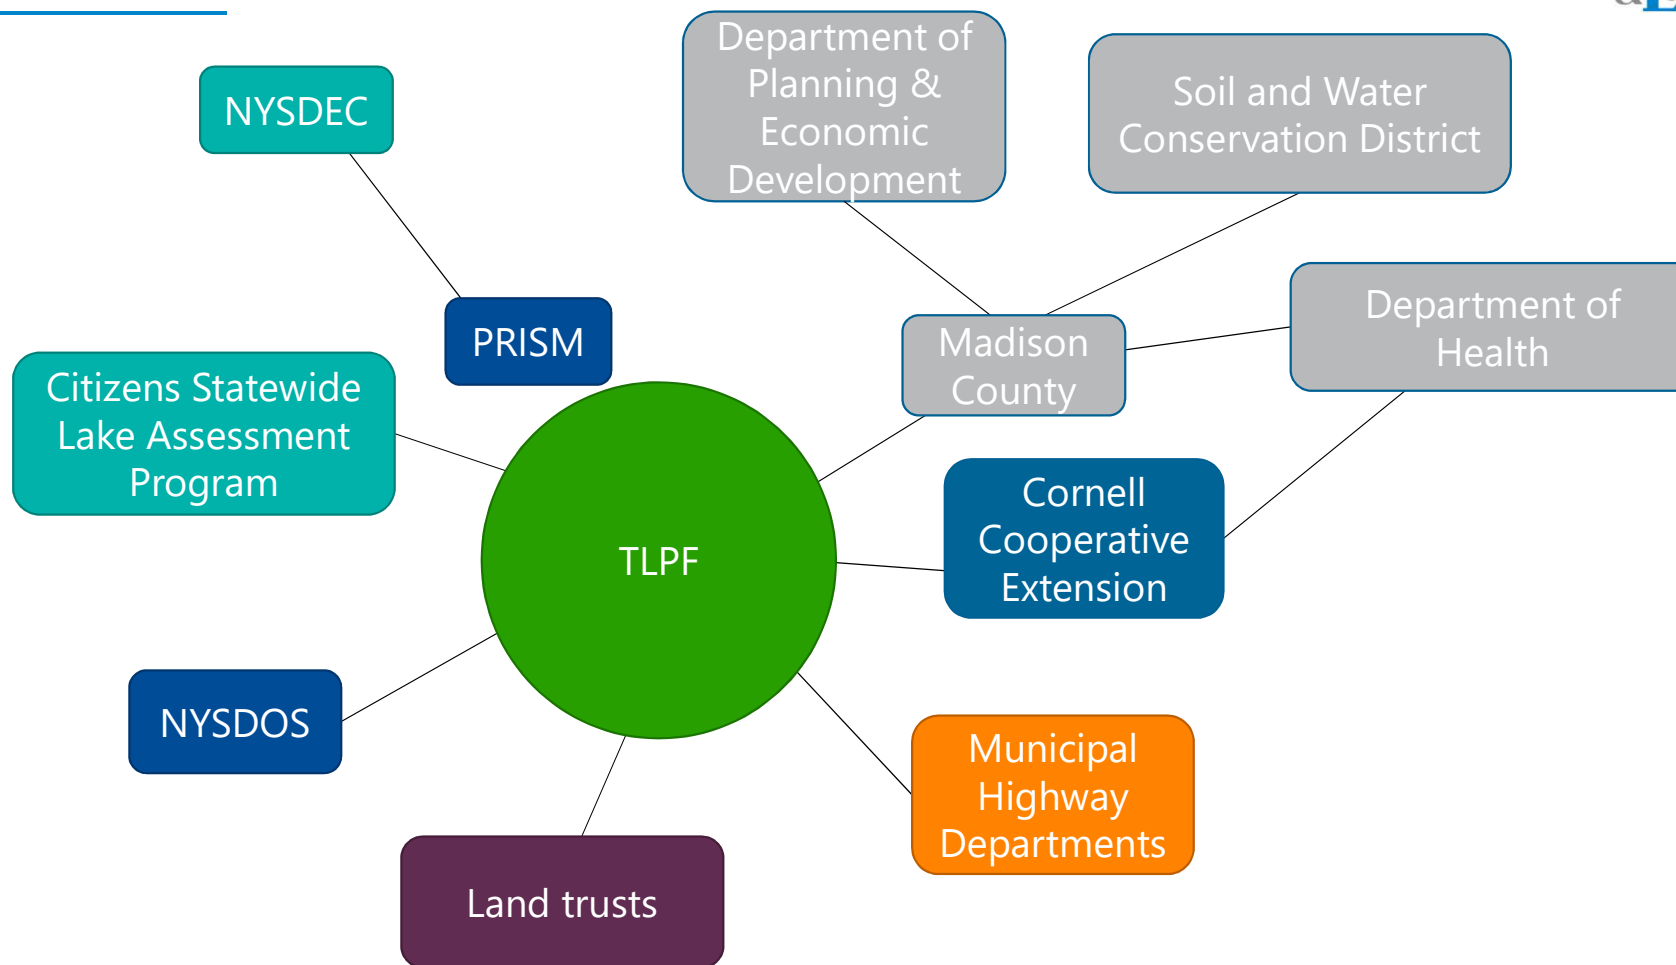 Department of
Planning &
Economic
Development
Soil and Water
Conservation District
NYSDEC
Department of
Health
PRISM
Madison
County
Citizens Statewide
Lake Assessment
Program
Cornell
Cooperative
Extension
TLPF
NYSDOS
Municipal
Highway
Departments
Land trusts